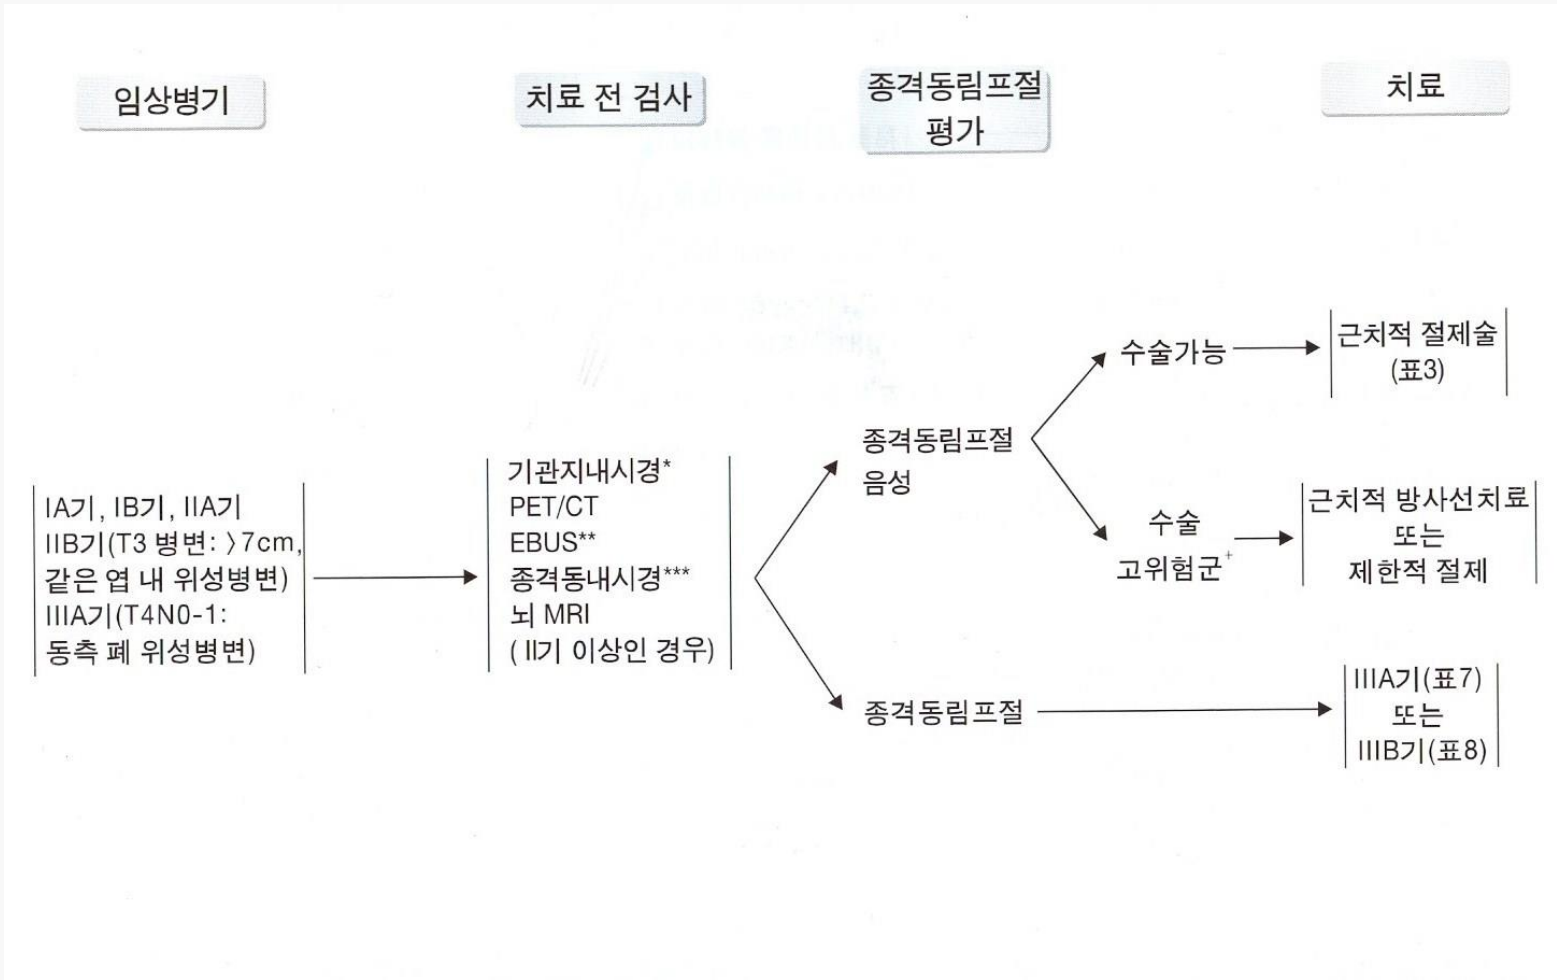 임상병기
치료 전 검사
종격동림프절
평가
치료
IA기, IB기, IIA기
IIB기(T3 병변: >7cm,
같은 엽 내 위성병변)
IIIA기(T4N0-1:
동측 폐 위성병변)
기관지내시경*
PET/CT
EBUS**
종격동내시경***
뇌 MRI
( II기 이상인 경우)
종격동림프절
음성
수술가능
근치적 절제술
(표3)
수술
고위험군+
근치적 방사선치료
또는
제한적 절제
종격동림프절
IIIA기(표7)
또는
IIIB기(표8)